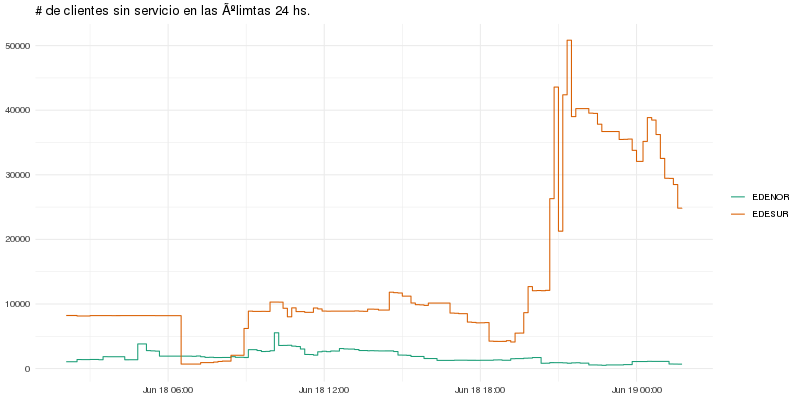 # de clientes sin servicio en las Ãºlimtas 24 hs.
50000
40000
30000
20000
10000
0
Jun 18 06:00
Jun 18 12:00
Jun 18 18:00
Jun 19 00:00
EDENOR
EDESUR